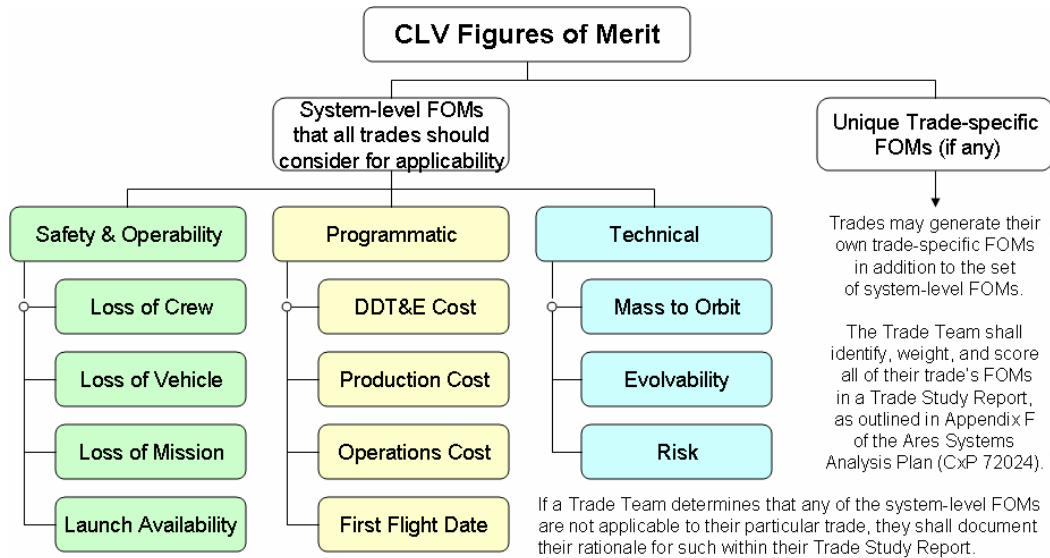 CLV Figures of Merit
System-level FOMs
that all trades should
consider for applicability
Unique Trade-specific
FOMs (if any)
Safety & Operability
Loss of Crew
Loss of Vehicle
Loss of Mission
Launch Availability
Programmatic
DDT&E Cost
Production Cost
Operations Cost
First Flight Date
Technical
Mass to Orbit
Evolvability
Risk
Trades may generate their
own trade-specific FOMs
in addition to the set
of system-level FOMs.
The Trade Team shall
identify, weight, and score
all of their trade's FOMs
in a Trade Study Report,
as outlined in Appendix F
of the Ares Systems
Analysis Plan (CxP 72024).
If a Trade Team determines that any of the system-level FOMs
are not applicable to their particular trade, they shall document
their rationale for such within their Trade Study Report.